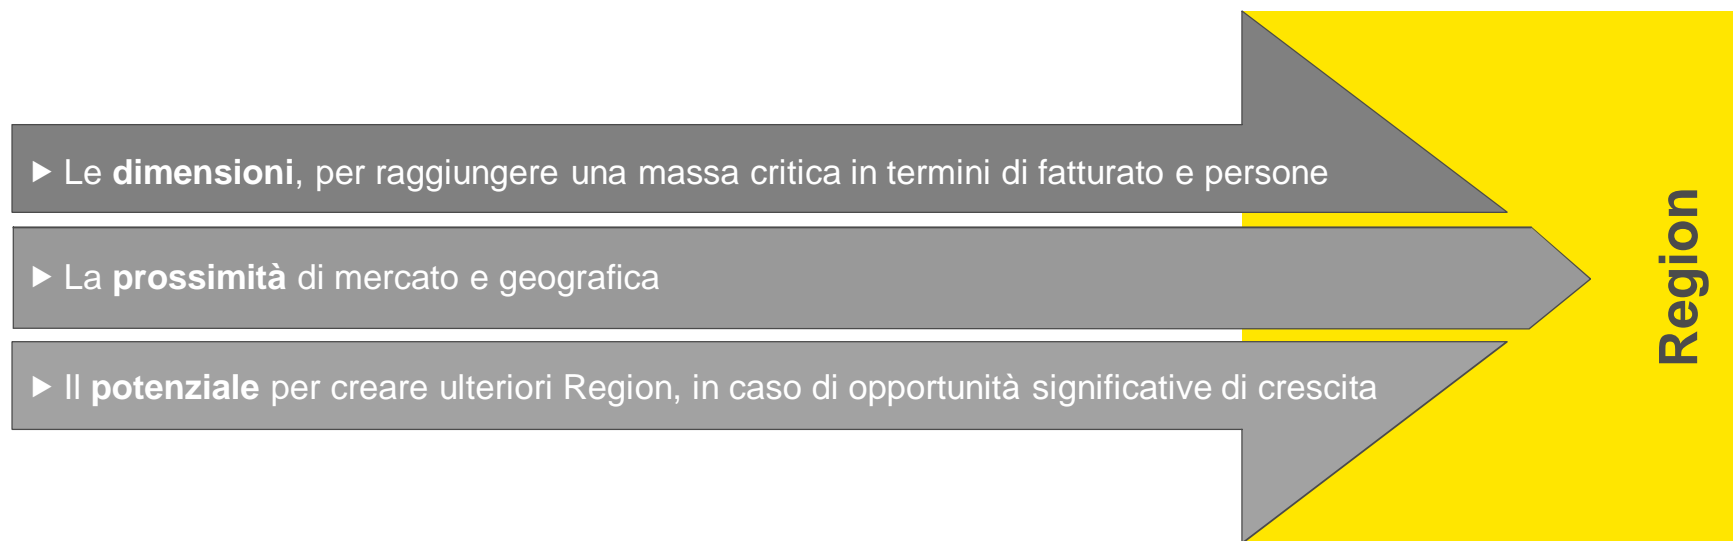 ▶ Le dimensioni, per raggiungere una massa critica in termini di fatturato e persone
▶ La prossimità di mercato e geografica
▶ Il potenziale per creare ulteriori Region, in caso di opportunità significative di crescita
Region